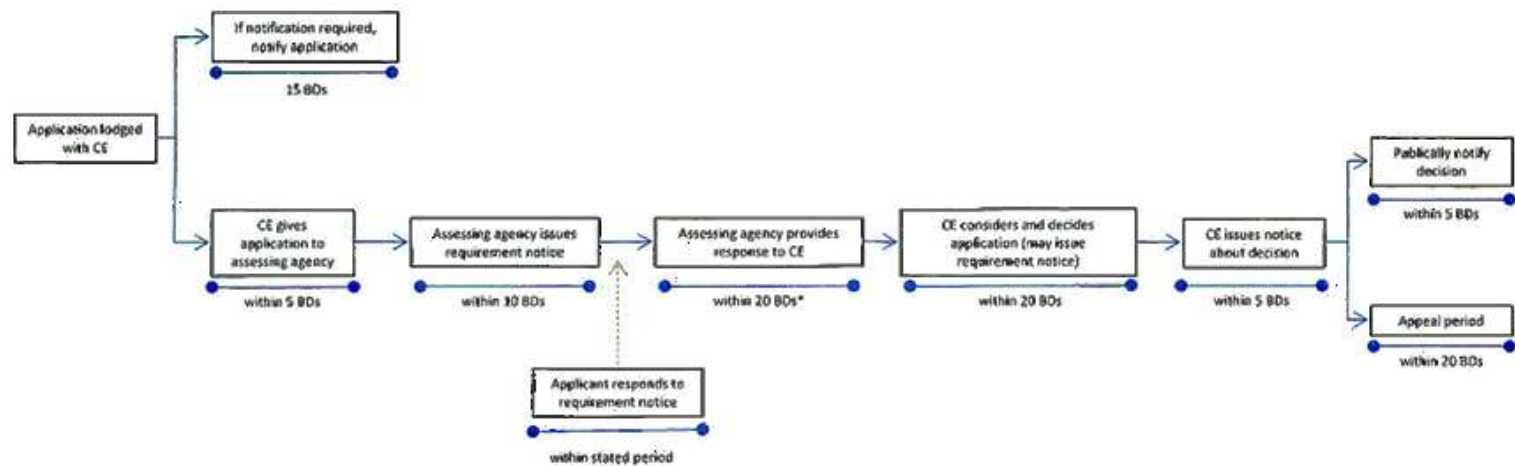 If notification required,
notify application
15 BDs
Application lodged
with CE
CE gives
application to
assessing agency
within 5 BDs
Assessing agency issues
requirement notice
within 10 BDs
Applicant responds to
requirement notice
within stated period
Assessing agency provides
response to CE
within 20 BDs*
CE considers and decides
application (may issue
requirement notice)
within 20 BDs
CE issues notice
about decision
within 5 BDs
Publically notify
decision
within 5 BDs
Appeal period
within 20 BDs